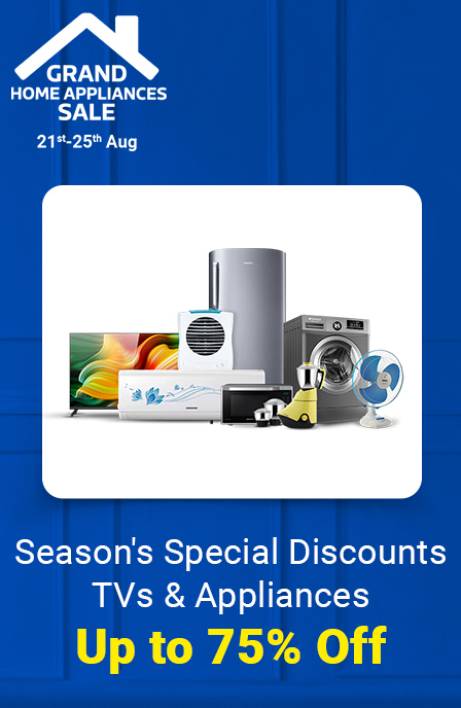 GRAND
HOME APPLIANCES
SALE
21st-25th Aug
Season's Special Discounts
TVs & Appliances
Up to 75% Off